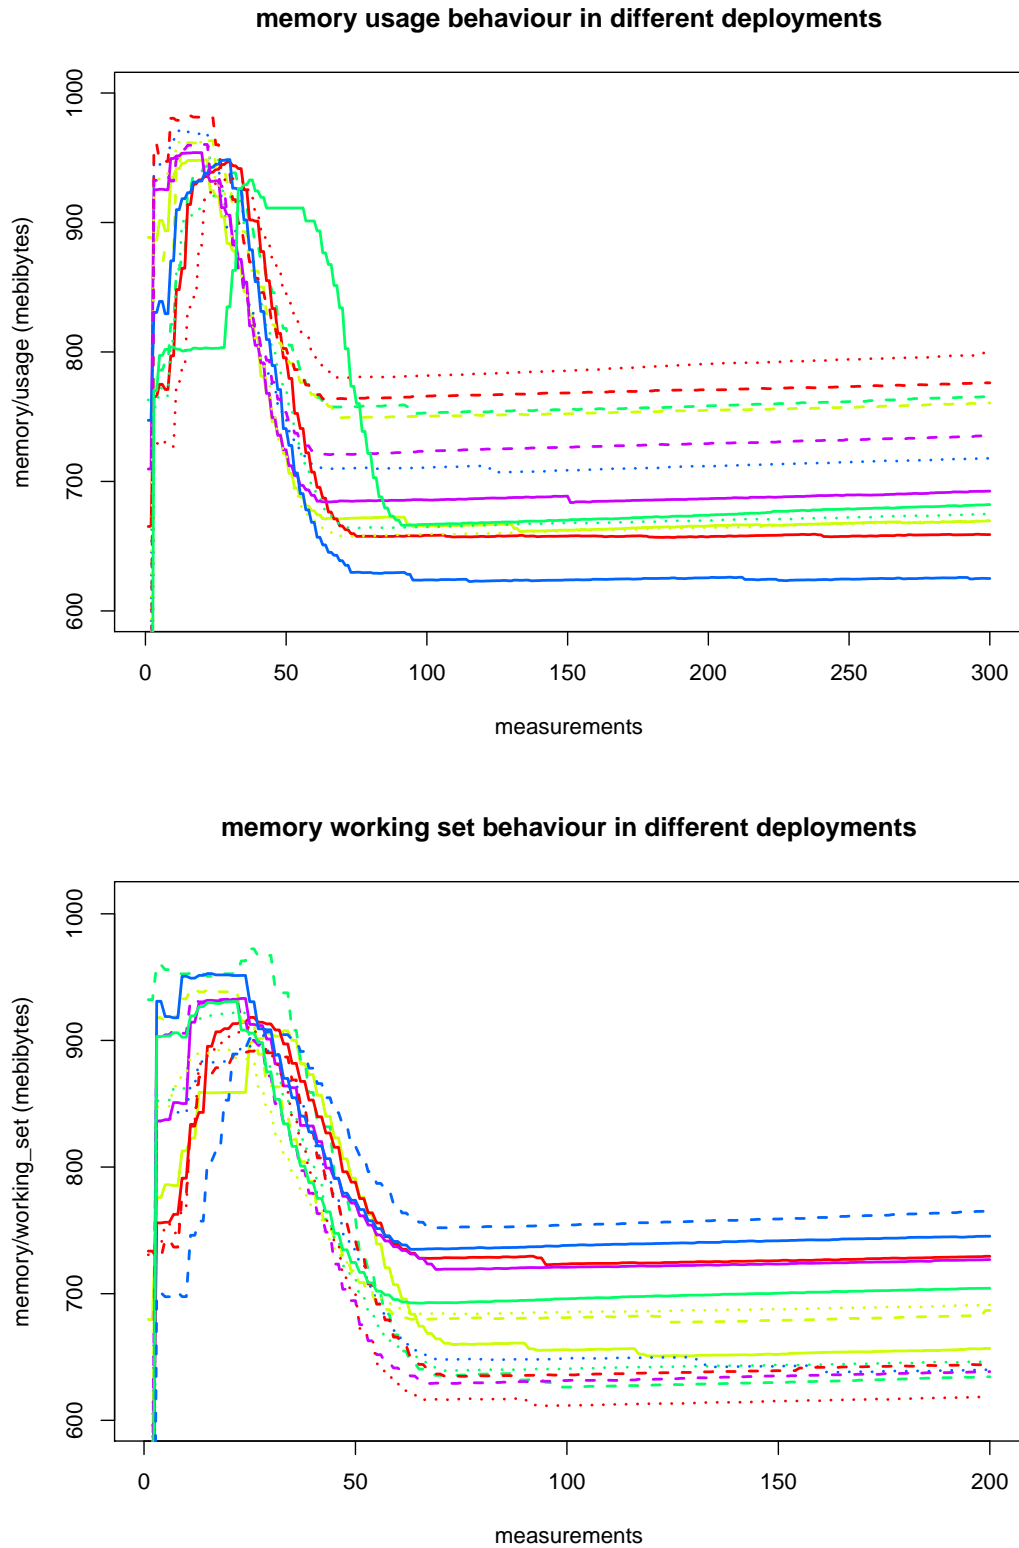 memory usage behaviour in different deployments
memory/usage (mebibytes)
1000
900
800
700
600
0 50 100 150 200 250 300
measurements
memory working set behaviour in different deployments
memory/working_set (mebibytes)
1000
900
800
700
600
0 50 100 150 200
measurements